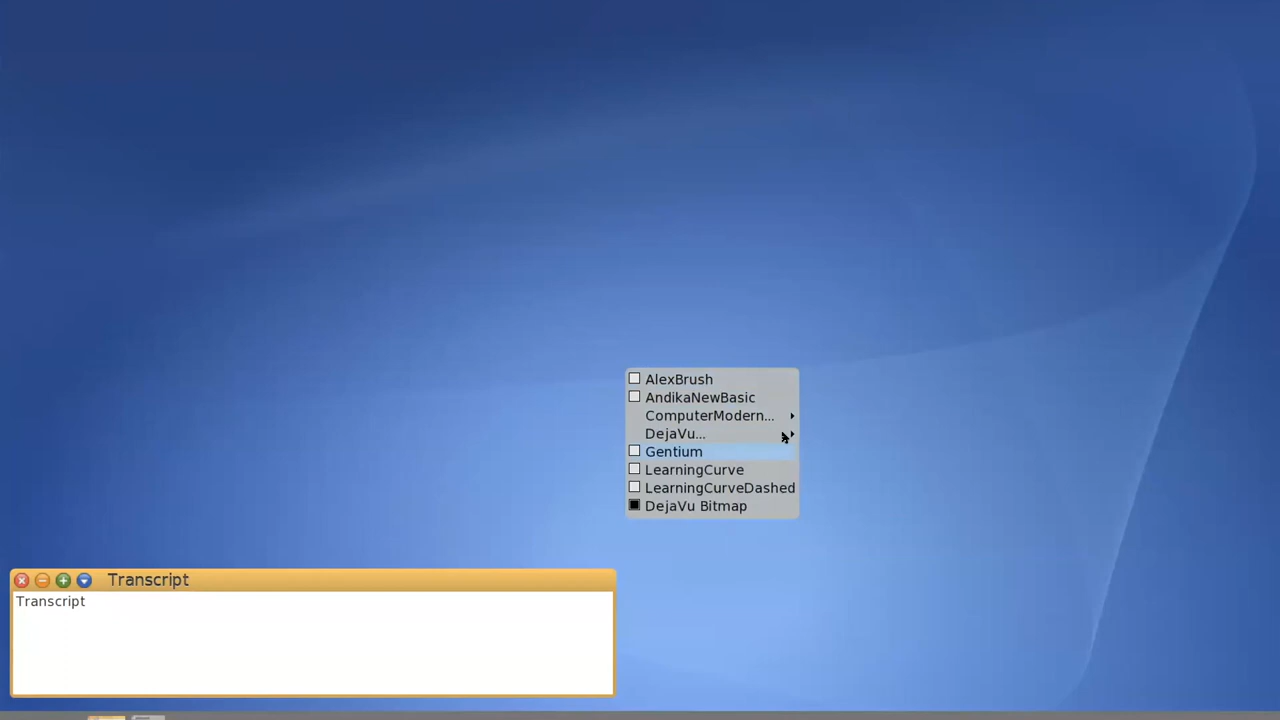 AlexBrush
AndikaNewBasic
ComputerModern...
DejaVu...
Gentium
LearningCurve
LearningCurveDashed
DejaVu Bitmap
Transcript
Transcript